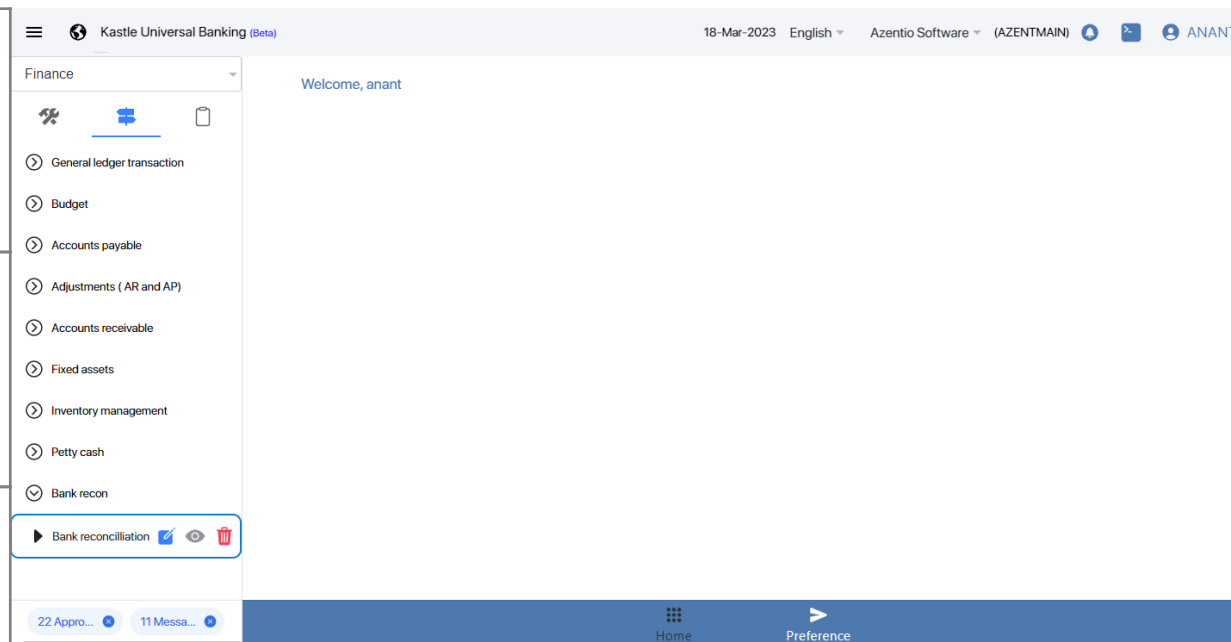 Kastle Universal Banking (Beta)
18-Mar-2023 English Azentio Software (AZENTMAIN) ANANT
Finance
Welcome, anant
General ledger transaction
Budget
Accounts payable
Adjustments ( AR and AP)
Accounts receivable
Fixed assets
Inventory management
Petty cash
Bank recon
Bank reconcilliation
22 Appro... 11 Messa...
Home Preference